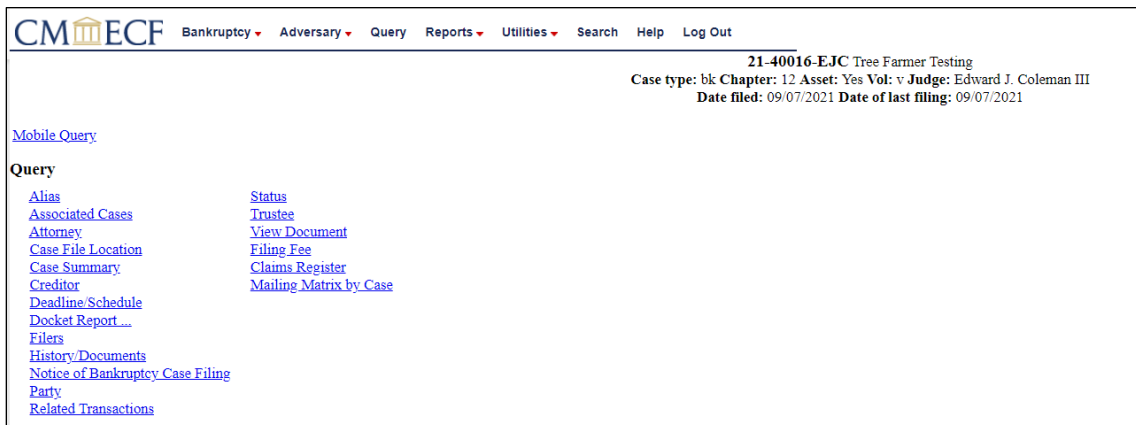 CM ECF Bankruptcy Adversary Query Reports Utilities Search Help Log Out
21-40016-EJC Tree Farmer Testing
Case type: bk Chapter: 12 Asset: Yes Vol: v Judge: Edward J. Coleman III
Date filed: 09/07/2021 Date of last filing: 09/07/2021
Mobile Query
Query
Alias
Associated Cases
Attorney
Case File Location
Case Summary
Creditor
Deadline/Schedule
Docket Report ...
Filers
History/Documents
Notice of Bankruptcy Case Filing
Party
Related Transactions
Status
Trustee
View Document
Filing Fee
Claims Register
Mailing Matrix by Case